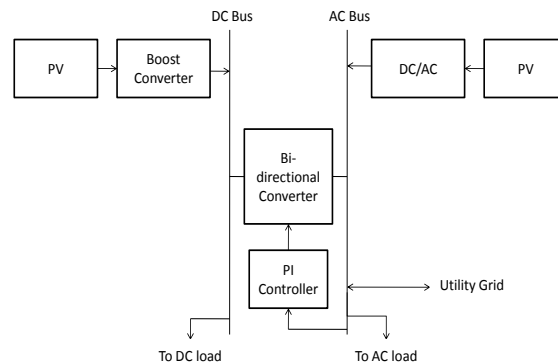 DC Bus
AC Bus
PV
Boost
Converter
DC/AC
PV
Bi-
directional
Converter
PI
Controller
Utility Grid
To DC load
To AC load